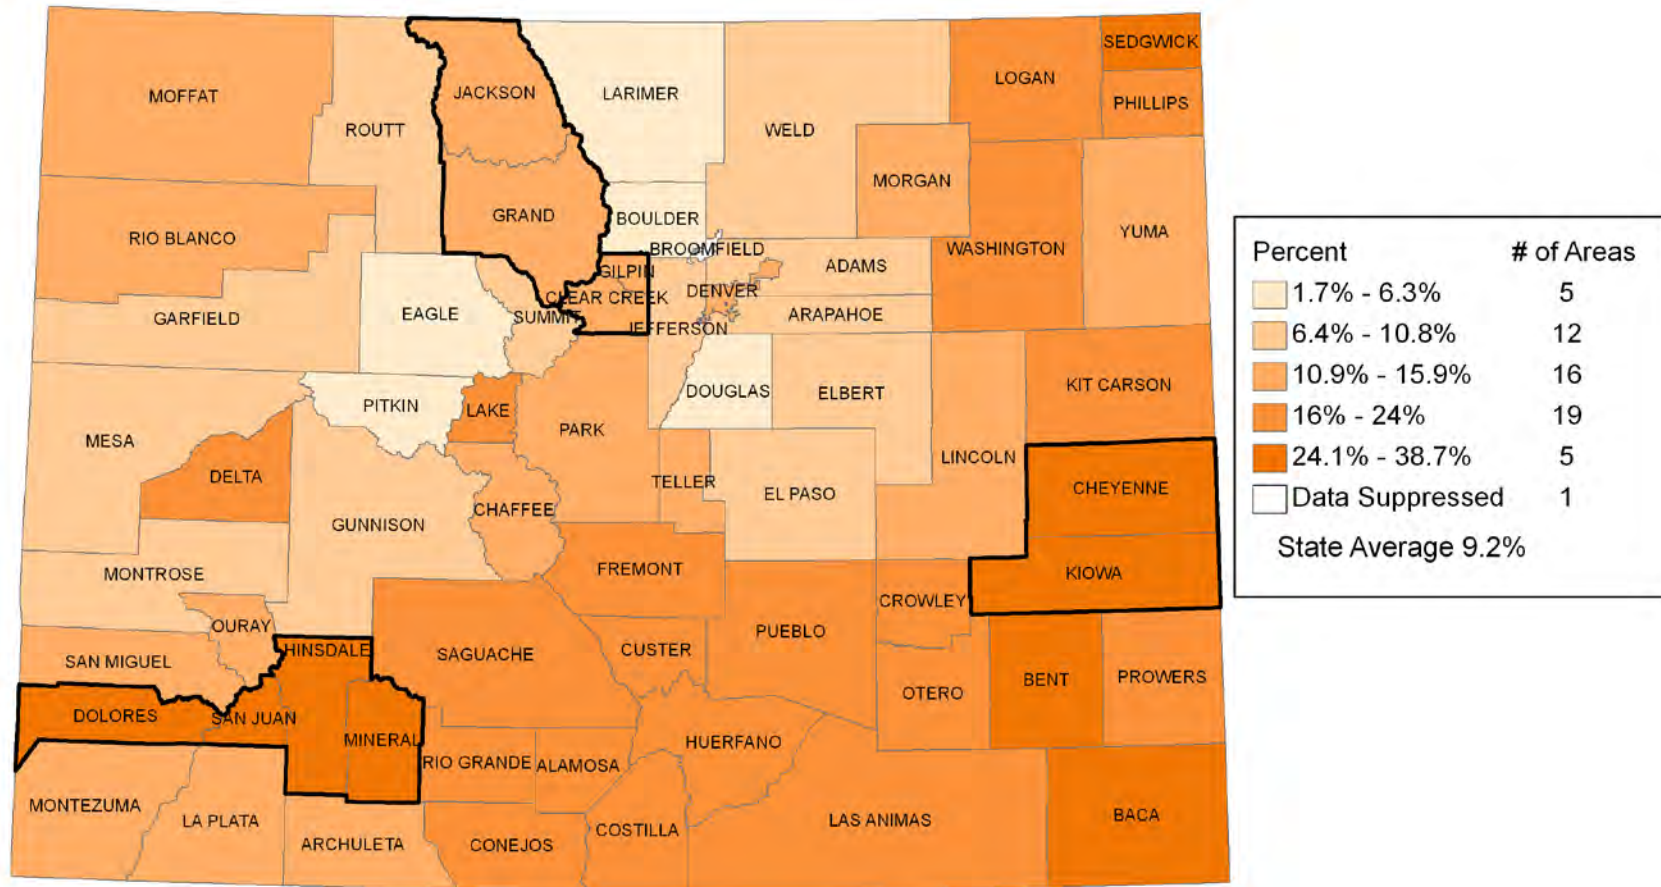 SEDGWICK
LOGAN
MOFFAT
JACKSON
LARIMER
PHILLIPS
ROUTT
WELD
MORGAN
GRAND
BOULDER
RIO BLANCO
YUMA
BROOMFIELD
WASHINGTON
GILPIN
ADAMS
CLEAR CREEK
DENVER
EAGLE
SUMMIT
ARAPAHOE
GARFIELD
JEFFERSON
KIT CARSON
DOUGLAS
ELBERT
PITKIN
LAKE
PARK
MESA
LINCOLN
DELTA
TELLER
CHEYENNE
EL PASO
CHAFFEE
GUNNISON
FREMONT
KIOWA
MONTROSE
CROWLEY
OURAY
PUEBLO
HINSDALE
CUSTER
SAGUACHE
SAN MIGUEL
BENT
PROWERS
OTERO
DOLORES
SAN JUAN
MINERAL
HUERFANO
RIO GRANDE
ALAMOSA
MONTEZUMA
LA PLATA
BACA
LAS ANIMAS
COSTILLA
ARCHULETA
CONEJOS
Percent # of Areas
1.7% - 6.3% 5
6.4% - 10.8% 12
10.9% - 15.9% 16
16% - 24% 19
24.1% - 38.7% 5
Data Suppressed 1
State Average 9.2%